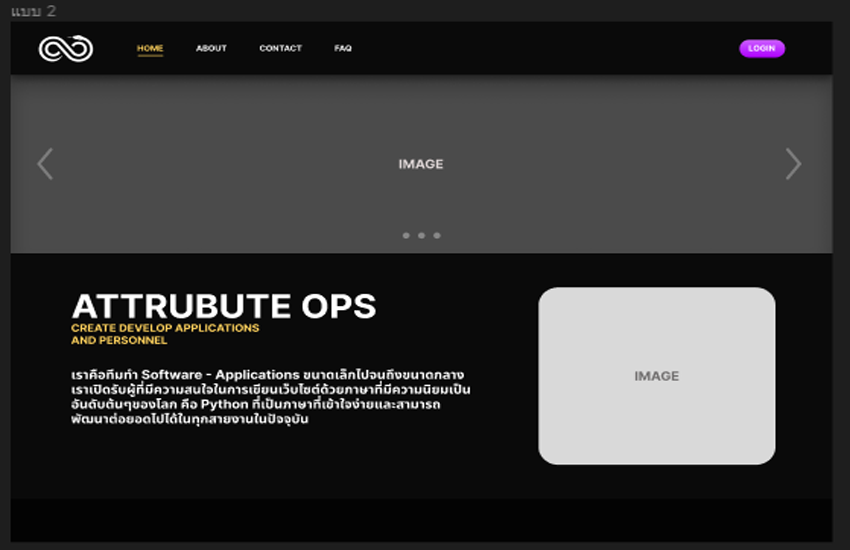 แบบ 2
HOME ABOUT CONTACT FAQ LOGIN
IMAGE
ATTRUBUTE OPS
CREATE DEVELOP APPLICATIONS
AND PERSONNEL
เราคือทีมทำ Software - Applications ขนาดเล็กไปจนถึงขนาดกลาง
เราเปิดรับผู้ที่มีความสนใจในการเขียนเว็บไซต์ด้วยภาษาที่มีความนิยมเป็น
อันดับต้นๆของโลก คือ Python ที่เป็นภาษาที่เข้าใจง่ายและสามารถ
พัฒนาต่อยอดไปได้ในทุกสายงานในปัจจุบัน
IMAGE